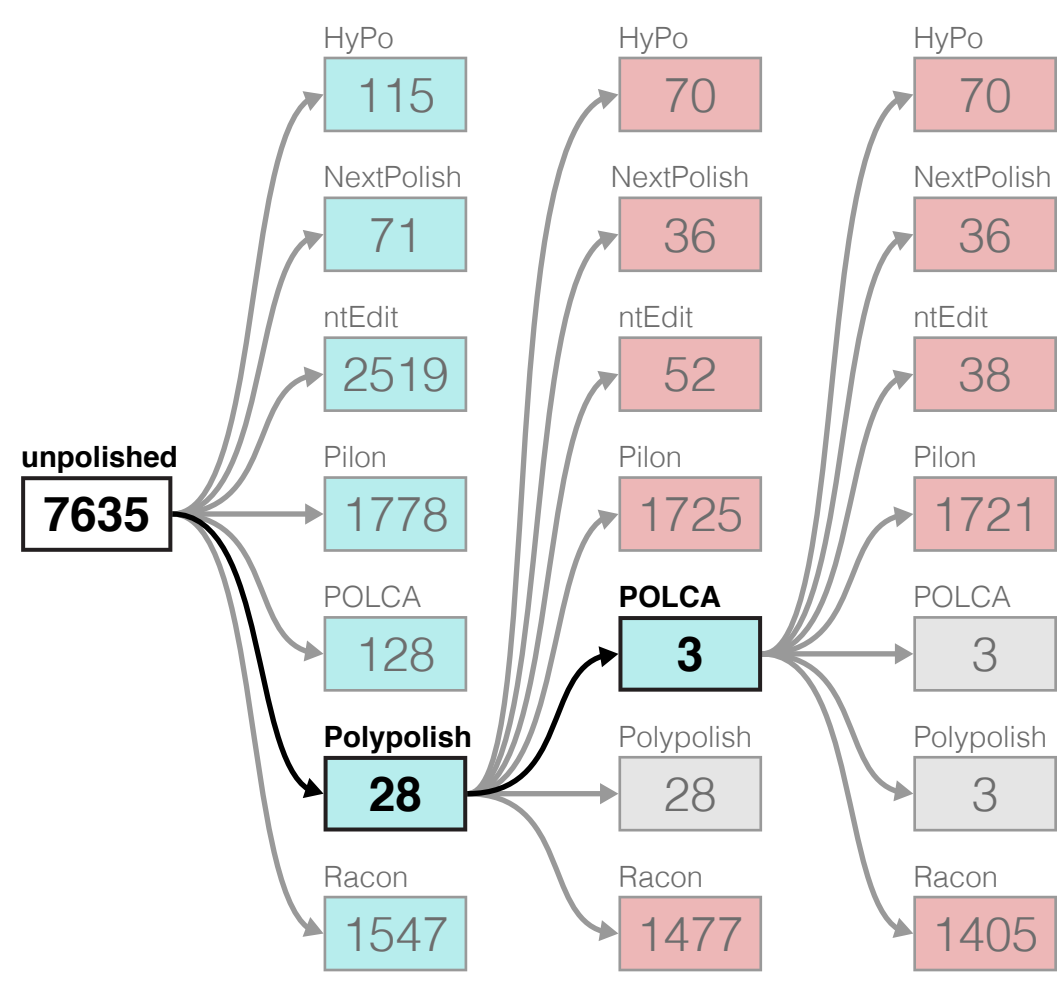 HyPo
115
NextPolish
71
ntEdit
2519
unpolished
7635
Pilon
1778
POLCA
128
Polypolish
28
Racon
1547
HyPo
70
NextPolish
36
ntEdit
52
Pilon
1725
POLCA
3
Polypolish
28
Racon
1477
HyPo
70
NextPolish
36
ntEdit
38
Pilon
1721
POLCA
3
Polypolish
3
Racon
1405